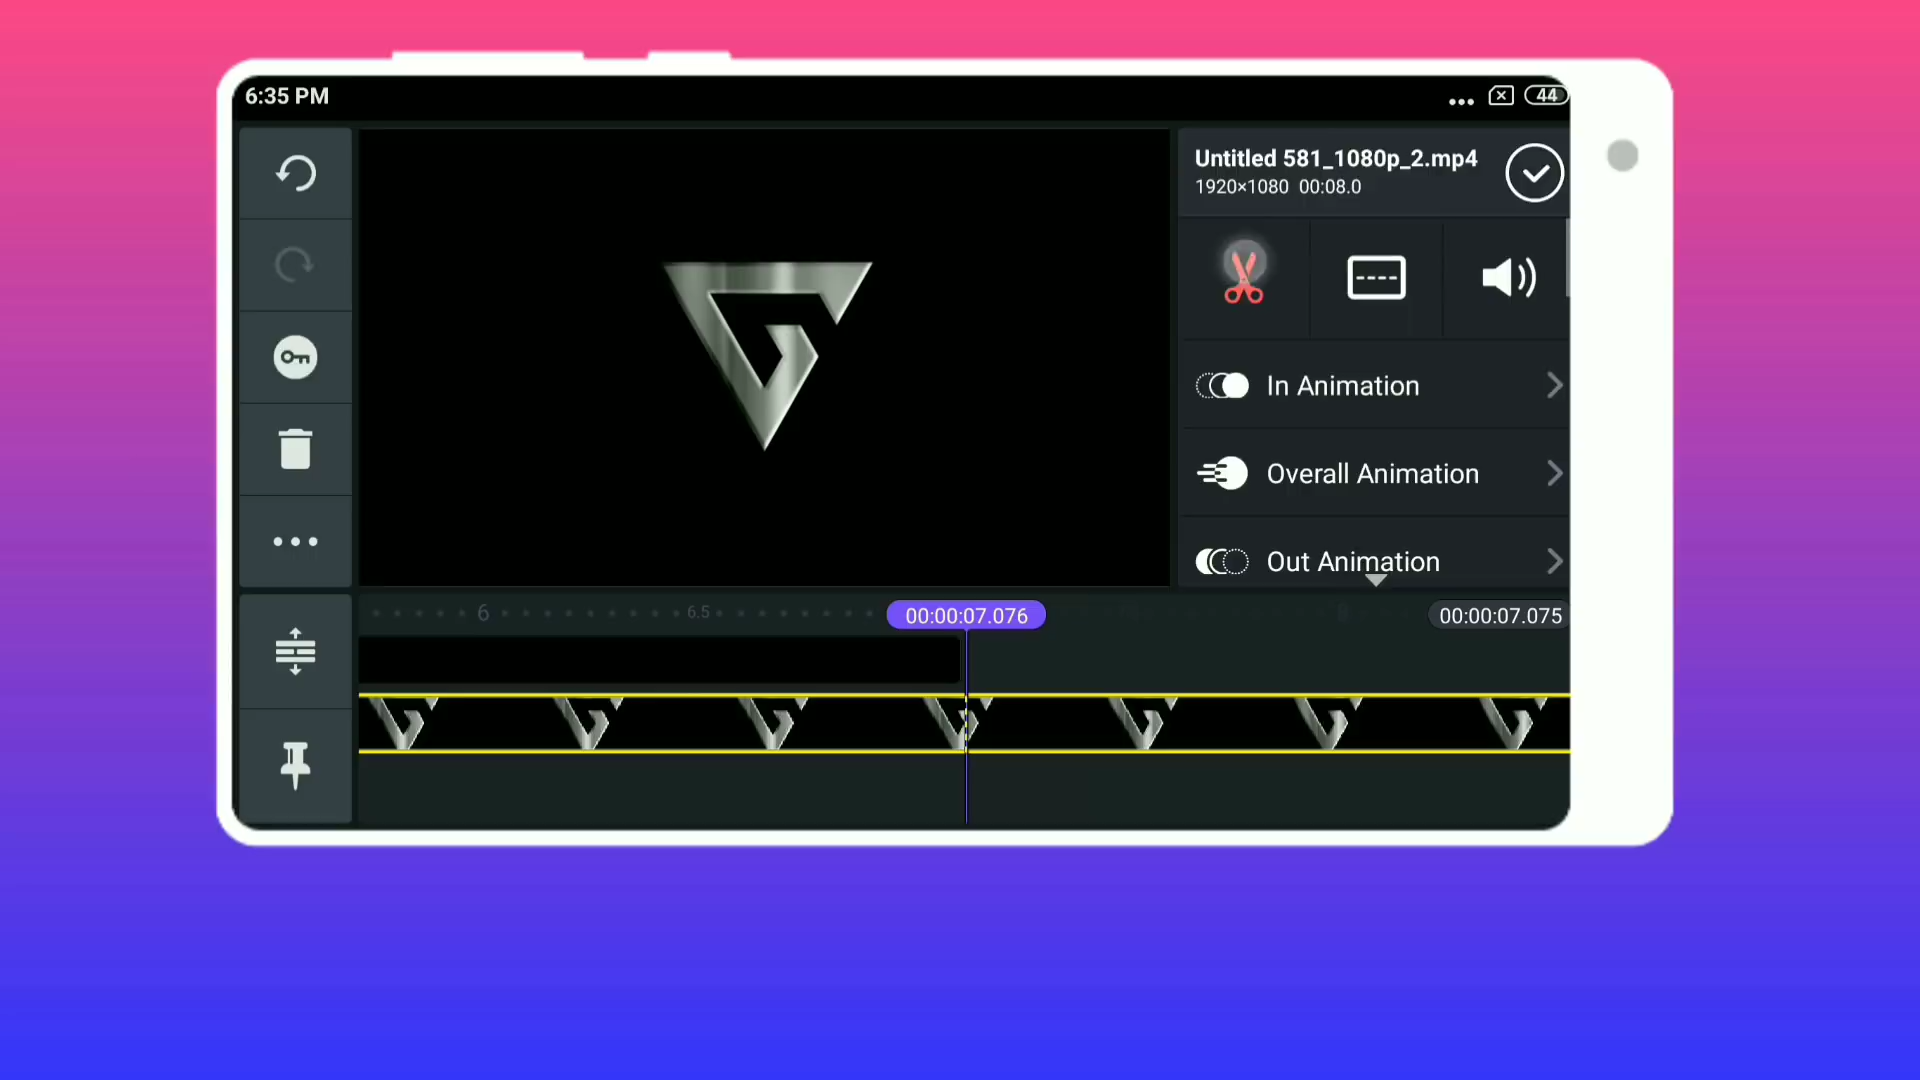 6:35 PM
44
Untitled 581_1080p_2.mp4
1920×1080 00:08.0
In Animation
Overall Animation
Out Animation
6
6.5
00:00:07.076
00:00:07.075